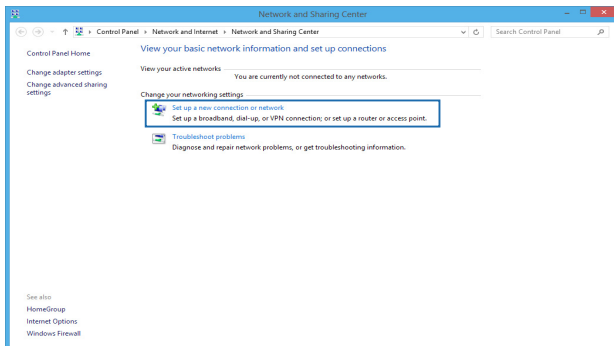 Network and Sharing Center
Control Panel Network and Internet Network and Sharing Center
Search Control Panel
Control Panel Home
Change adapter settings
Change advanced sharing
settings
View your basic network information and set up connections
View your active networks
You are currently not connected to any networks.
Change your networking settings
Set up a new connection or network
Set up a broadband, dial-up, or VPN connection; or set up a router or access point.
Troubleshoot problems
Diagnose and repair network problems, or get troubleshooting information.
See also
HomeGroup
Internet Options
Windows Firewall